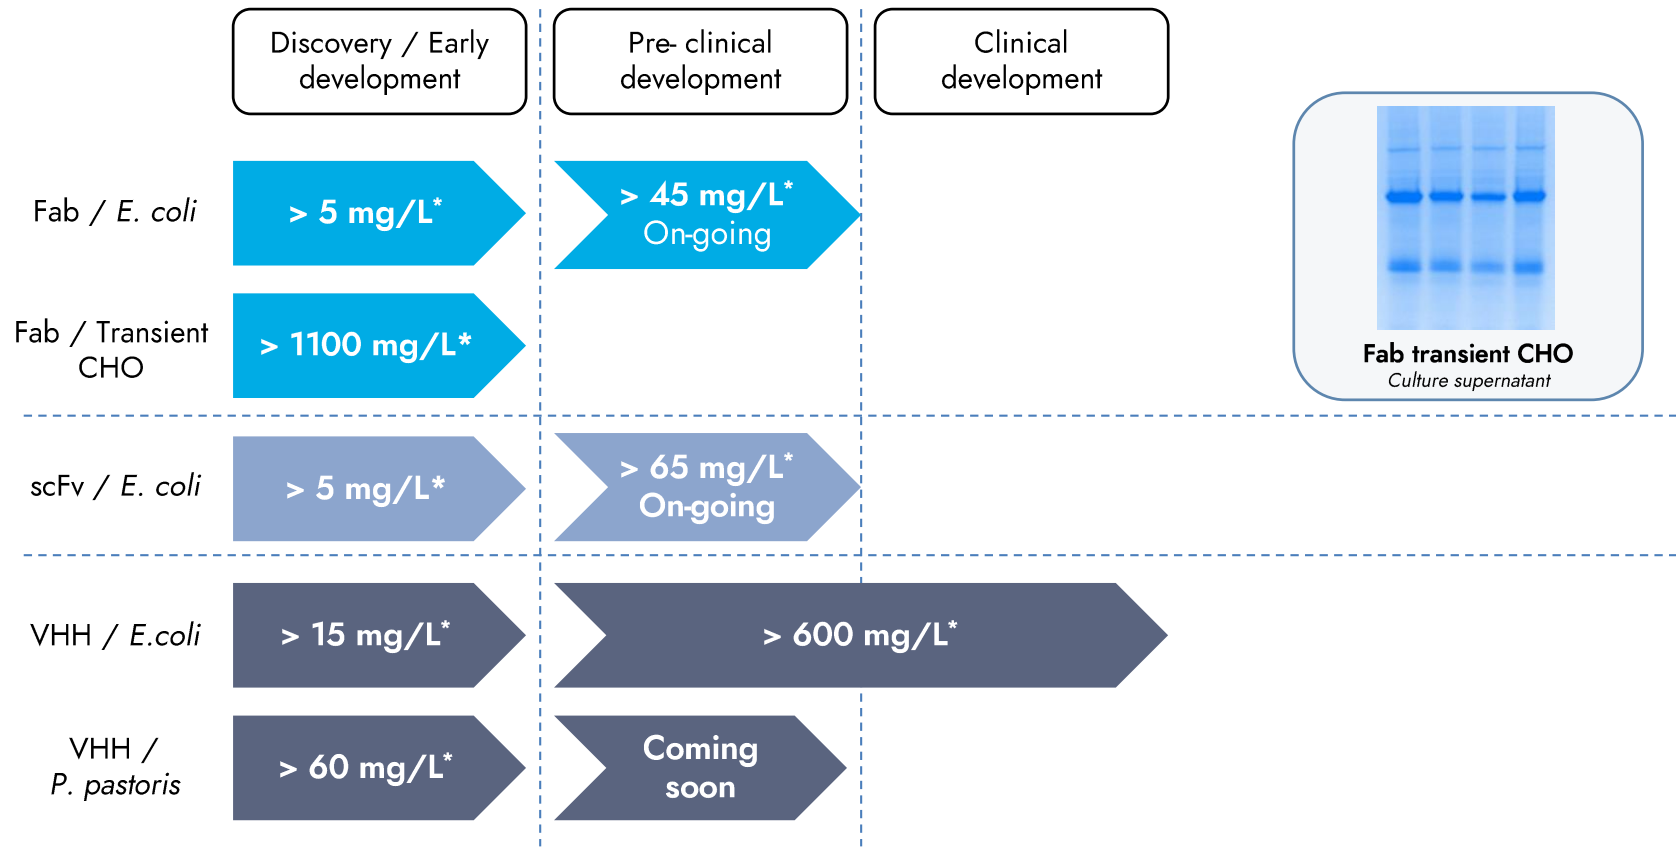 Discovery / Early
development
Pre- clinical
development
Clinical
development
Fab / E. coli
> 5 mg/L*
> 45 mg/L*
On-going
Fab / Transient
CHO
> 1100 mg/L*
Fab transient CHO
Culture supernatant
scFv / E. coli
> 5 mg/L*
> 65 mg/L*
On-going
VHH / E.coli
> 15 mg/L*
> 600 mg/L*
VHH /
P. pastoris
> 60 mg/L*
Coming
soon